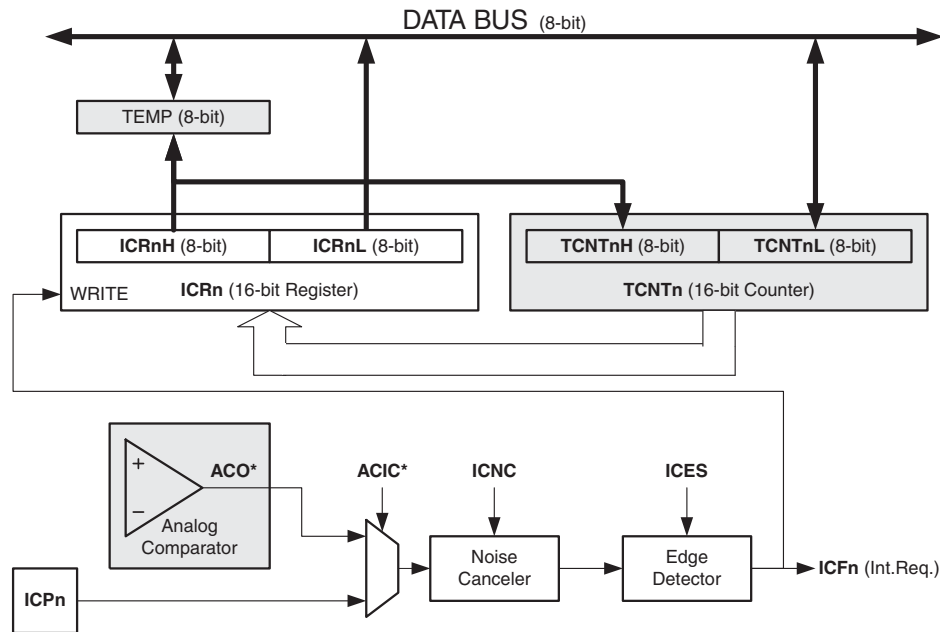 DATA BUS (8-bit)
TEMP (8-bit)
ICRnH (8-bit) ICRnL (8-bit) TCNTnH (8-bit) TCNTnL (8-bit)
WRITE ICRn (16-bit Register) TCNTn (16-bit Counter)
+
ACO* ACIC* ICNC ICES
−
Analog
Comparator
Noise
Canceler
Edge
Detector
ICFn (Int.Req.)
ICPn